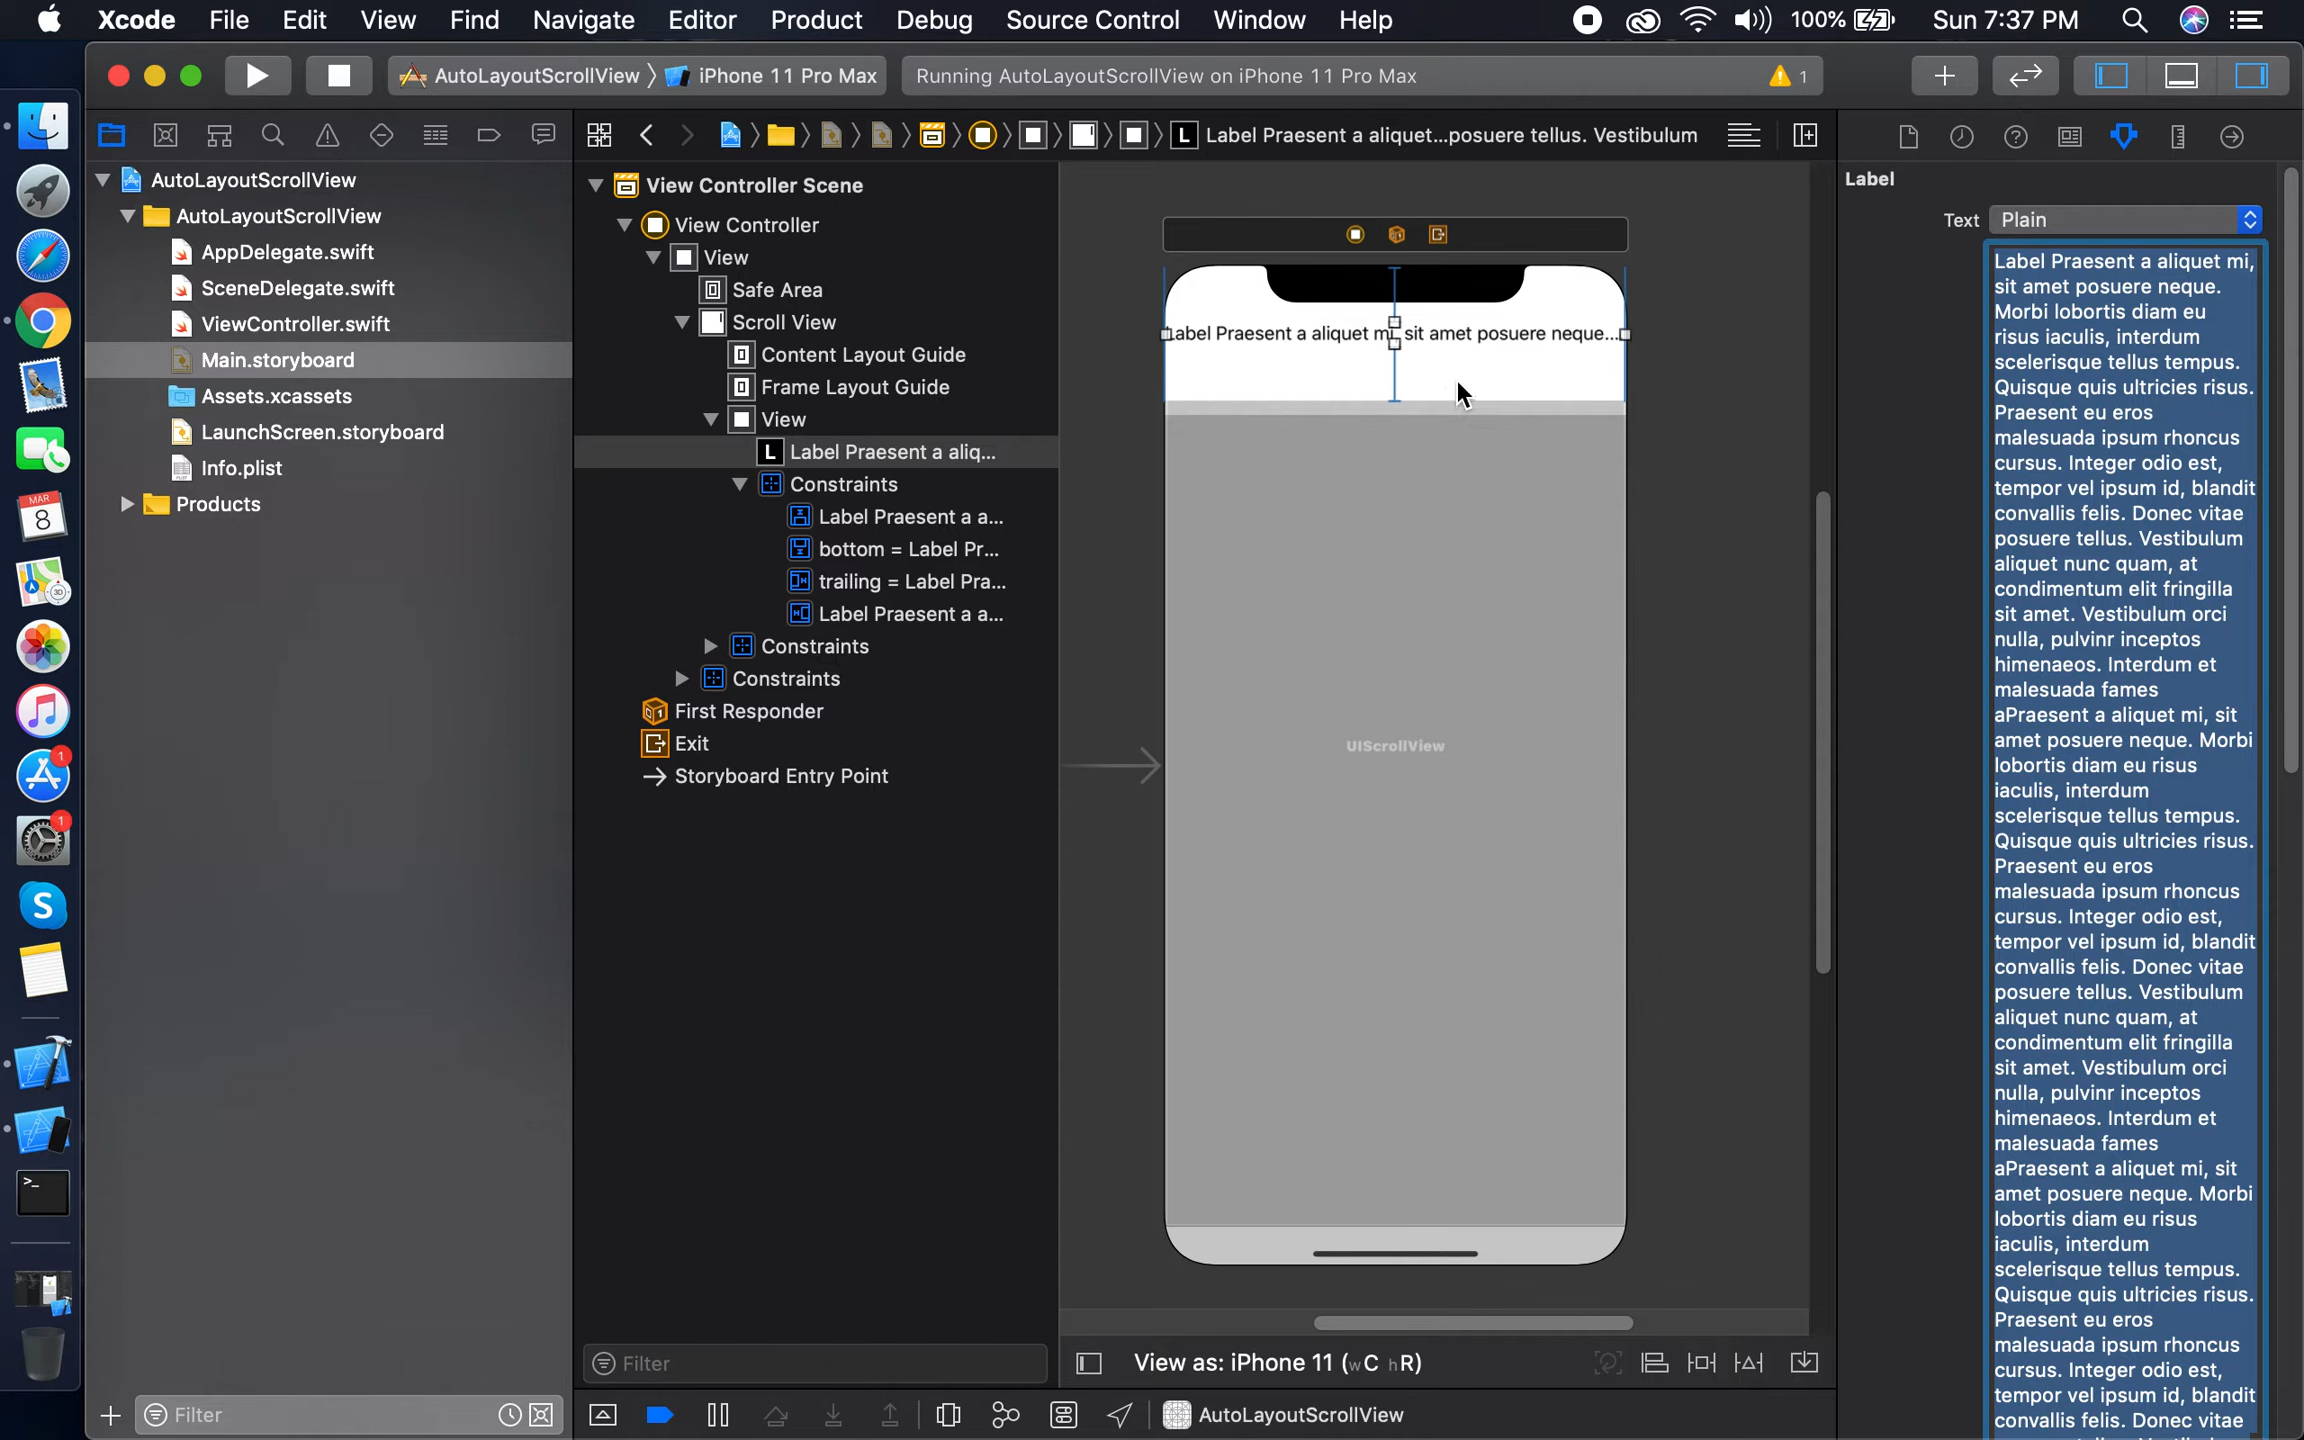 Xcode File Edit View Find Navigate Editor Product Debug Source Control Window Help 100% Sun 7:37 PM
AutoLayoutScrollView iPhone 11 Pro Max Running AutoLayoutScrollView on iPhone 11 Pro Max 1
Label Praesent a aliquet...posuere tellus. Vestibulum
AutoLayoutScrollView
AutoLayoutScrollView
AppDelegate.swift
SceneDelegate.swift
ViewController.swift
Main.storyboard
Assets.xcassets
LaunchScreen.storyboard
Info.plist
Products
Filter
MAR
8
3D
1
1
View Controller Scene
View Controller
View
Safe Area
Scroll View
Content Layout Guide
Frame Layout Guide
View
L Label Praesent a aliq...
Constraints
Label Praesent a a...
bottom = Label Pr...
trailing = Label Pra...
Label Praesent a a...
Constraints
Constraints
First Responder
Exit
Storyboard Entry Point
Filter
Label Praesent a aliquet mi, sit amet posuere neque...
UIScrollView
View as: iPhone 11 (wC hR)
AutoLayoutScrollView
Label
Text Plain
Label Praesent a aliquet mi,
sit amet posuere neque.
Morbi lobortis diam eu
risus iaculis, interdum
scelerisque tellus tempus.
Quisque quis ultricies risus.
Praesent eu eros
malesuada ipsum rhoncus
cursus. Integer odio est,
tempor vel ipsum id, blandit
convallis felis. Donec vitae
posuere tellus. Vestibulum
aliquet nunc quam, at
condimentum elit fringilla
sit amet. Vestibulum orci
nulla, pulvinr inceptos
himenaeos. Interdum et
malesuada fames
aPraesent a aliquet mi, sit
amet posuere neque. Morbi
lobortis diam eu risus
iaculis, interdum
scelerisque tellus tempus.
Quisque quis ultricies risus.
Praesent eu eros
malesuada ipsum rhoncus
cursus. Integer odio est,
tempor vel ipsum id, blandit
convallis felis. Donec vitae
posuere tellus. Vestibulum
aliquet nunc quam, at
condimentum elit fringilla
sit amet. Vestibulum orci
nulla, pulvinr inceptos
himenaeos. Interdum et
malesuada fames
aPraesent a aliquet mi, sit
amet posuere neque. Morbi
lobortis diam eu risus
iaculis, interdum
scelerisque tellus tempus.
Quisque quis ultricies risus.
Praesent eu eros
malesuada ipsum rhoncus
cursus. Integer odio est,
tempor vel ipsum id, blandit
convallis felis. Donec vitae